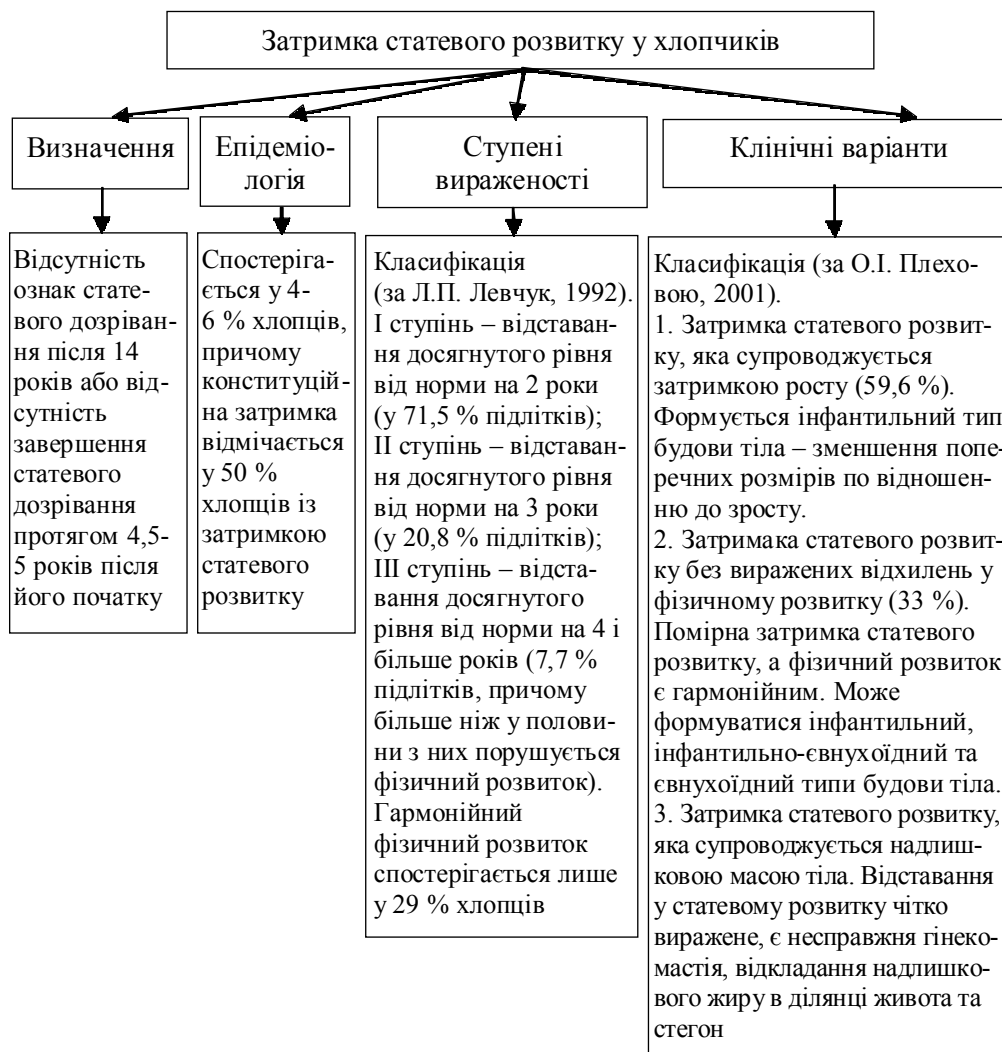 Затримка статевого розвитку у хлопчиків
Визначення
Епідеміо-
логія
Ступені
вираженості
Клінічні варіанти
Відсутність
ознак стате-
вого дозріван-
ня після 14
років або від-
сутність
завершення
статевого
дозрівання
протягом 4,5-
5 років після
його початку
Спостеріга-
ється у 4-
6 % хлопців,
причому
конституцій-
на затримка
відмічається
у 50 %
хлопців із
затримкою
статевого
розвитку
Класифікація
(за Л.П. Левчук, 1992).
І ступінь – відставан-
ня досягнутого рівня
від норми на 2 роки
(у 71,5 % підлітків);
ІІ ступінь – відставан-
ня досягнутого рівня
від норми на 3 роки
(у 20,8 % підлітків);
ІІІ ступінь – відста-
вання досягнутого
рівня від норми на 4 і
більше років (7,7 %
підлітків, причому
більше ніж у полови-
ни з них порушується
фізичний розвиток).
Гармонійний
фізичний розвиток
спостерігається лише
у 29 % хлопців
Класифікація (за О.І. Плехо-
вою, 2001).
1. Затримка статевого розвит-
ку, яка супроводжується
затримкою росту (59,6 %).
Формується інфантильний тип
будови тіла – зменшення попе-
речних розмірів по відношен-
ню до зросту.
2. Затримака статевого розвит-
ку без виражених відхилень у
фізичному розвитку (33 %).
Помірна затримка статевого
розвитку, а фізичний розвиток
є гармонійним. Може
формуватися інфантильний,
інфантильно-євнухоїдний та
євнухоїдний типи будови тіла.
3. Затримка статевого розвитку,
яка супроводжується надлиш-
ковою масою тіла. Відставання
у статевому розвитку чітко
виражене, є несправжня гінеко-
мастія, відкладання надлишко-
вого жиру в ділянці живота та
стегон